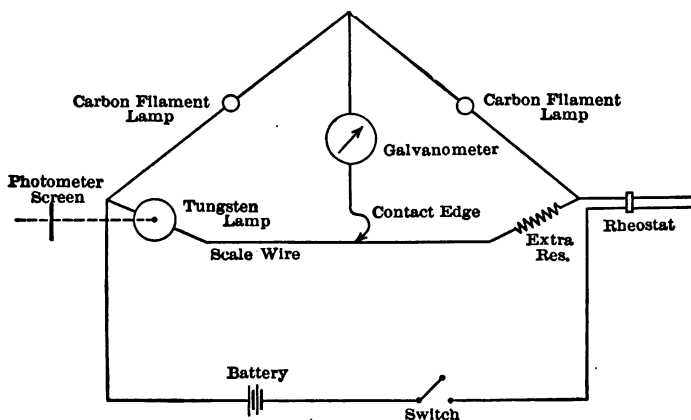 Carbon Filament
Lamp
Carbon Filament
Lamp
Galvanometer
Photometer
Screen
Tungsten
Lamp
Contact Edge
Scale Wire
Extra
Res.
Rheostat
Battery
Switch